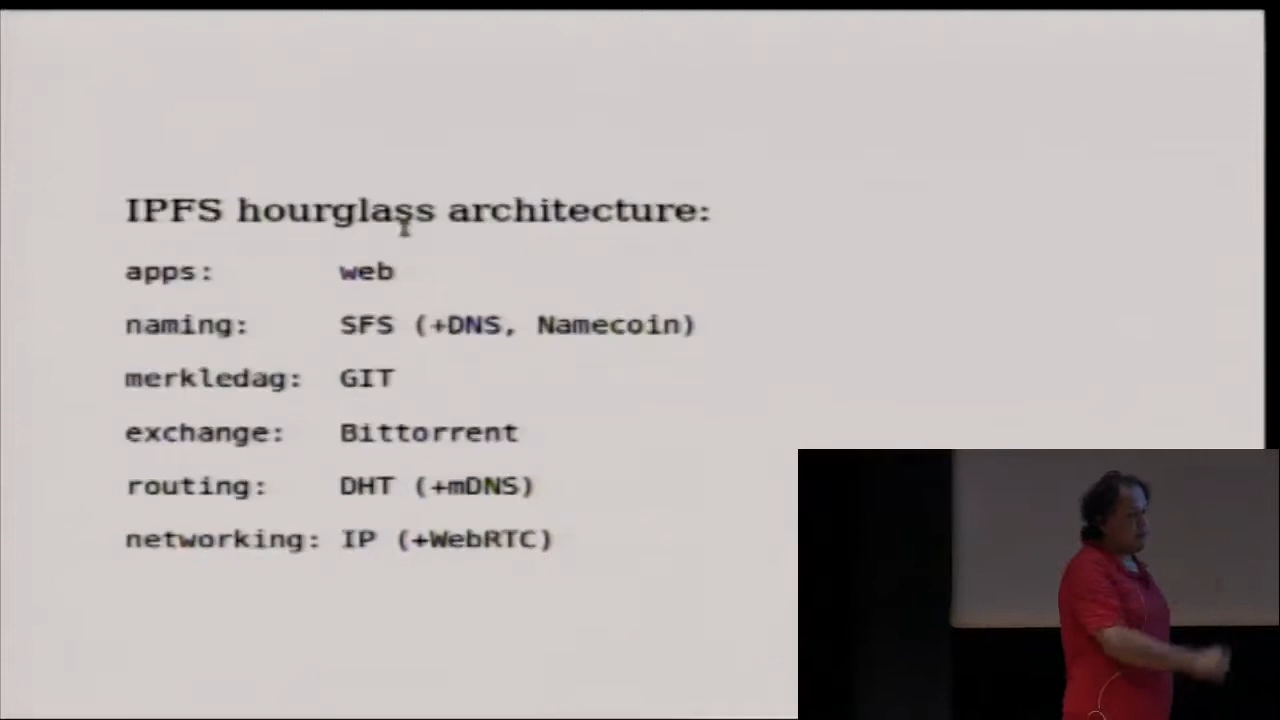 IPFS hourglass architecture:
apps: web
naming: SFS (+DNS, Namecoin)
merkledag: GIT
exchange: Bittorrent
routing: DHT (+mDNS)
networking: IP (+WebRTC)